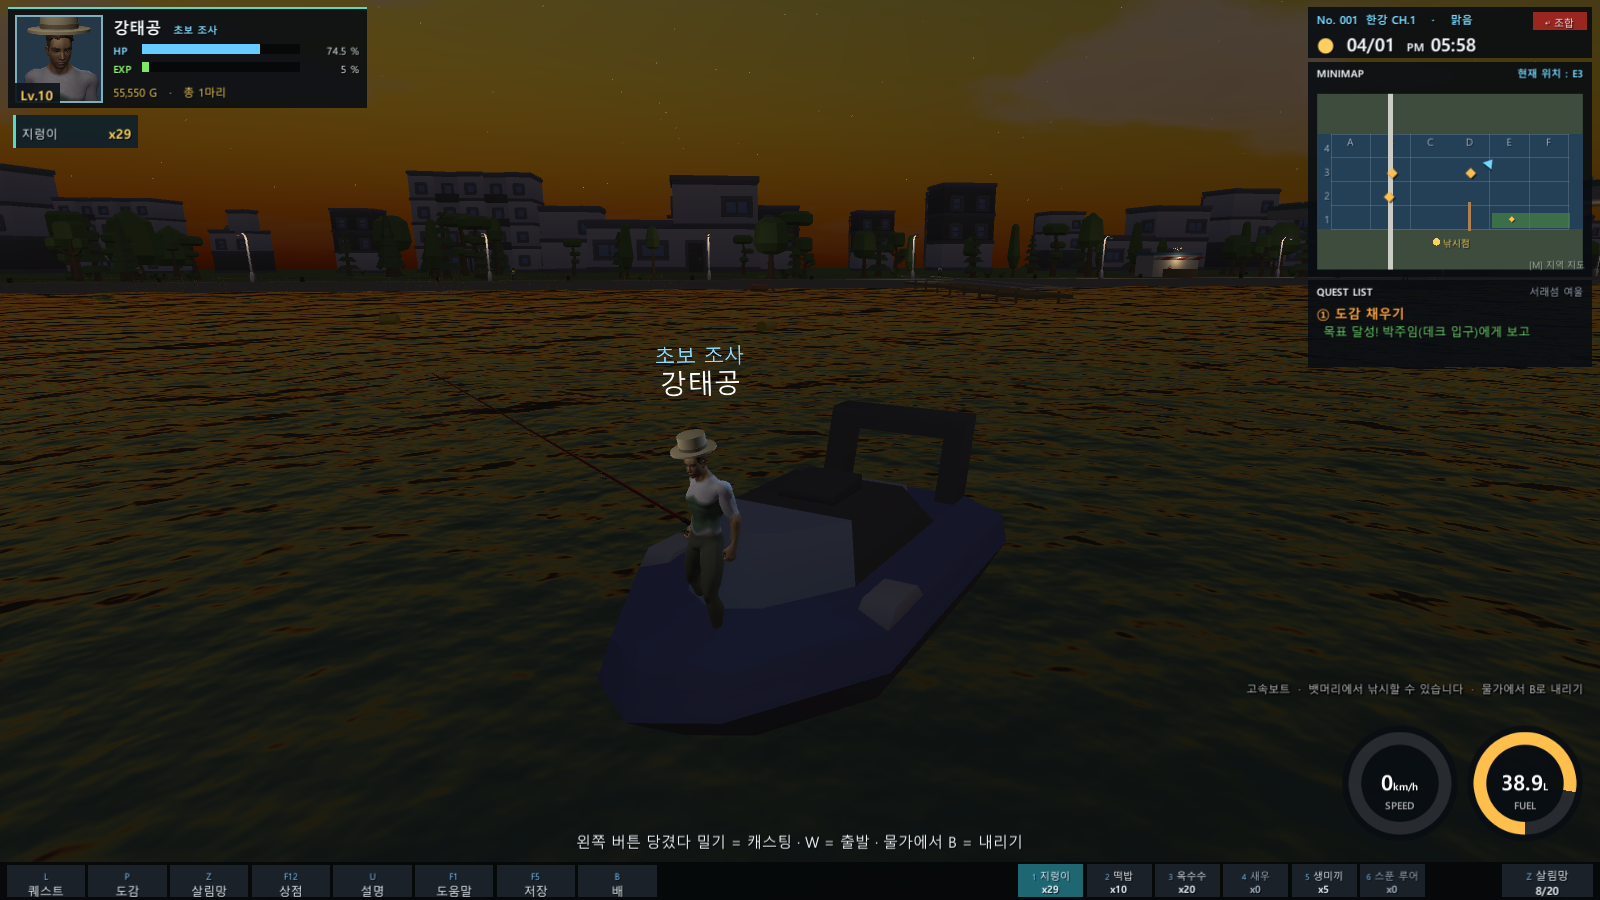 강태공 초보 조사
HP 74.5 %
EXP 5 %
Lv.10
55,550 G · 총 1마리
지렁이 x29
No. 001 한강 CH.1 · 맑음
조합
04/01 PM 05:58
MINIMAP 현재 위치 : E3
A C D E F
4
3
2
1
낚시점
[M] 지역 지도
QUEST LIST 서래섬 여울
① 도감 채우기
목표 달성! 박주임(데크 입구)에게 보고
초보 조사
강태공
고속보트 · 뱃머리에서 낚시할 수 있습니다 · 물가에서 B로 내리기
0km/h
SPEED
38.9L
FUEL
왼쪽 버튼 당겼다 밀기 = 캐스팅 · W = 출발 · 물가에서 B = 내리기
L 퀘스트
P 도감
Z 살림망
F12 상점
U 설명
F1 도움말
F5 저장
B 배
1 지렁이 x29
2 떡밥 x10
3 옥수수 x20
4 새우 x0
5 생미끼 x5
6 스푼 루어 x0
Z 살림망 8/20